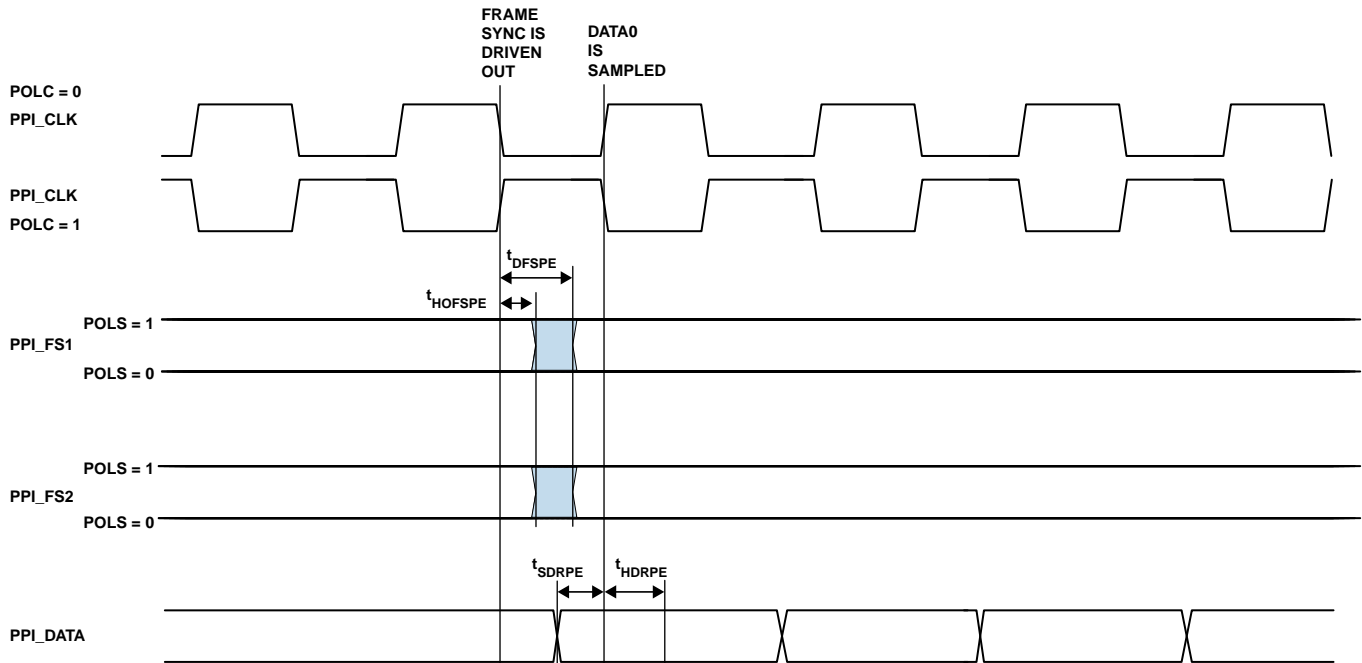 FRAME
SYNC IS
DRIVEN
OUT
DATA0
IS
SAMPLED
POLC = 0
PPI_CLK
PPI_CLK
POLC = 1
tDFSPE
tHOFSPE
POLS = 1
PPI_FS1
POLS = 0
POLS = 1
PPI_FS2
POLS = 0
tSDRPE
tHDRPE
PPI_DATA